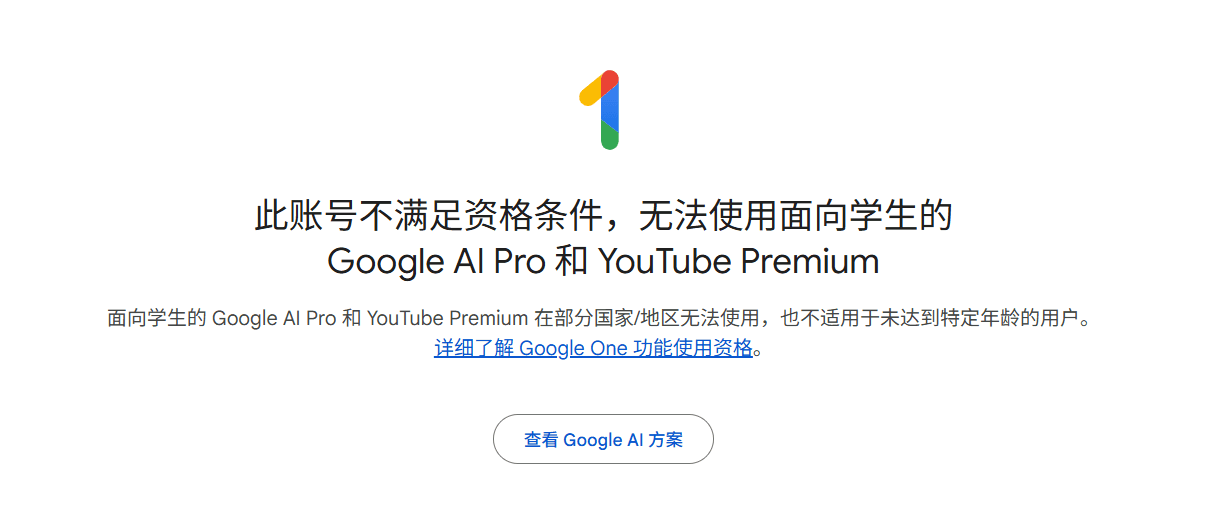 此账号不满足资格条件，无法使用面向学生的
Google AI Pro 和 YouTube Premium
面向学生的 Google AI Pro 和 YouTube Premium 在部分国家/地区无法使用，也不适用于未达到特定年龄的用户。
详细了解 Google One 功能使用资格。
查看 Google AI 方案